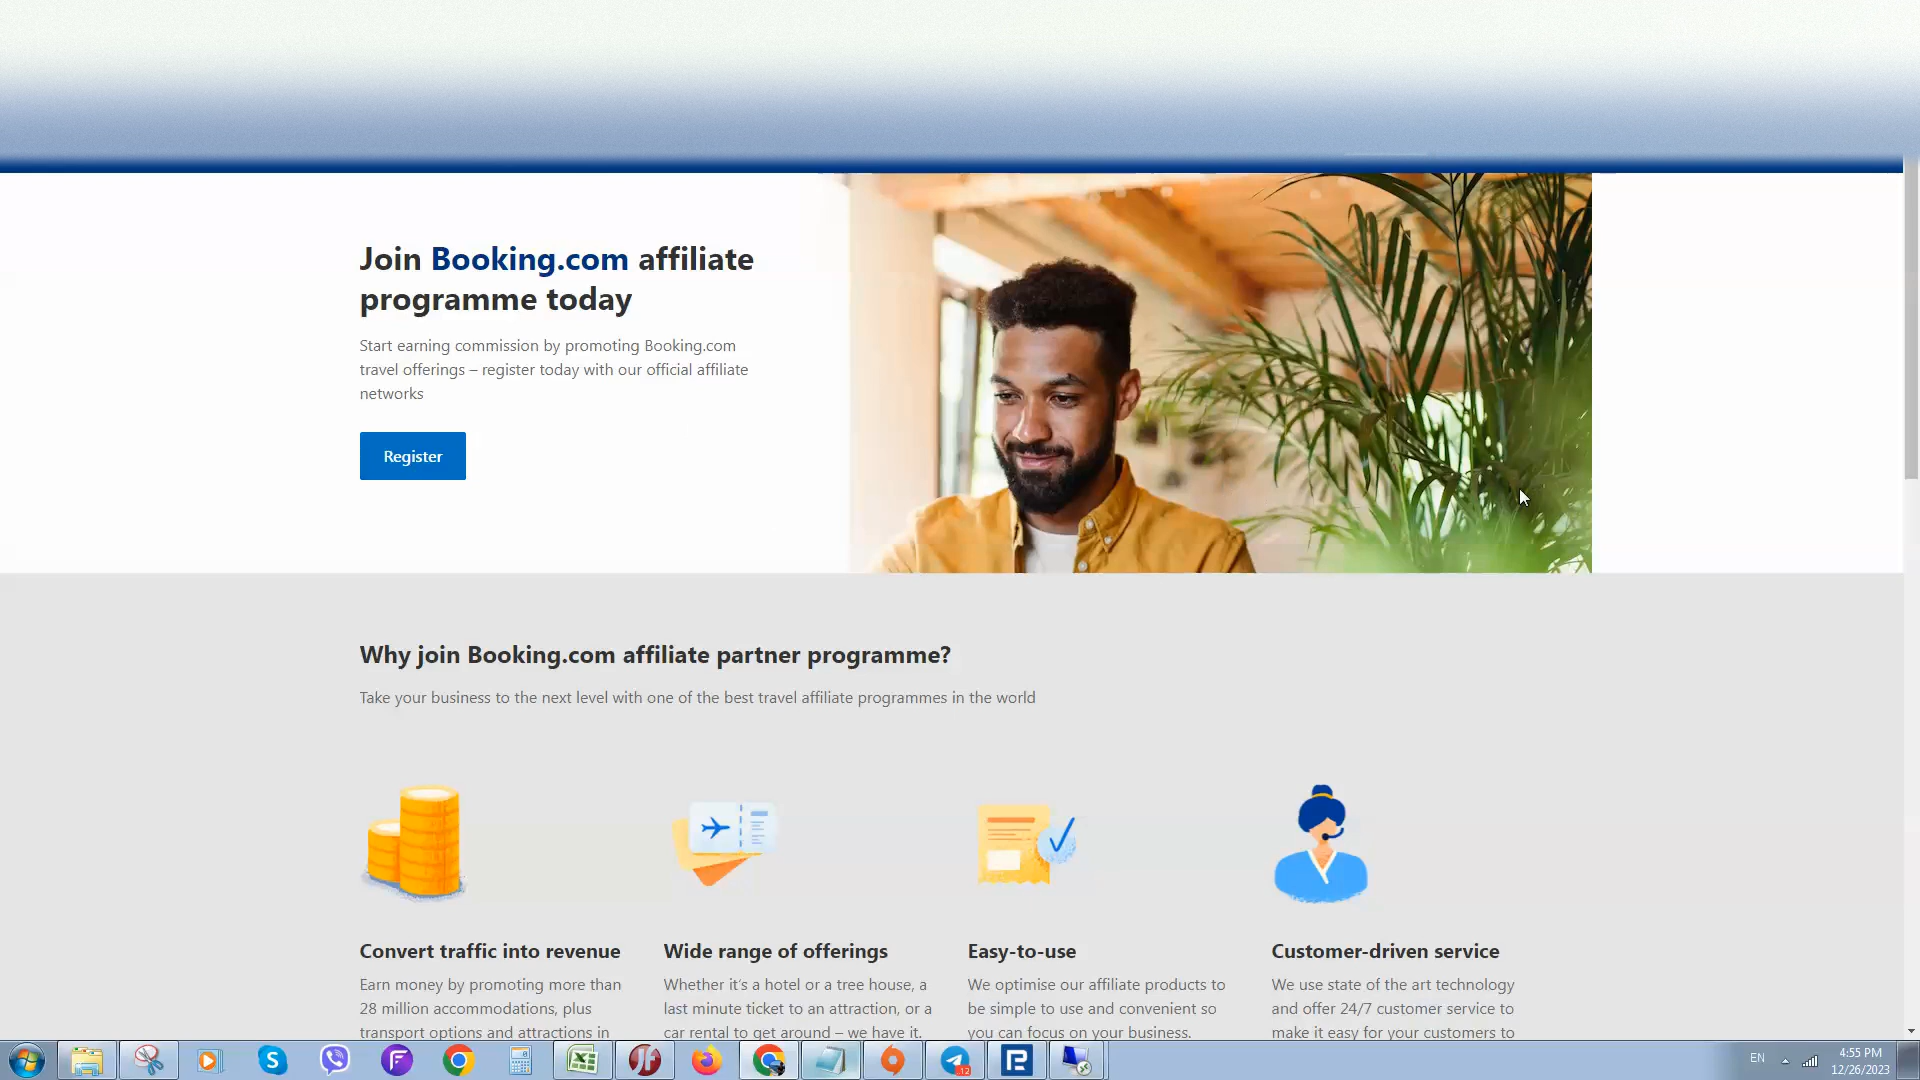 Join Booking.com affiliate
programme today
Start earning commission by promoting Booking.com
travel offerings – register today with our official affiliate
networks
Register
Why join Booking.com affiliate partner programme?
Take your business to the next level with one of the best travel affiliate programmes in the world
Convert traffic into revenue
Earn money by promoting more than
28 million accommodations, plus
transport options and attractions in
Wide range of offerings
Whether it's a hotel or a tree house, a
last minute ticket to an attraction, or a
car rental to get around – we have it.
Easy-to-use
We optimise our affiliate products to
be simple to use and convenient so
you can focus on your business.
Customer-driven service
We use state of the art technology
and offer 24/7 customer service to
make it easy for your customers to
EN
4:55 PM
12/26/2023
12